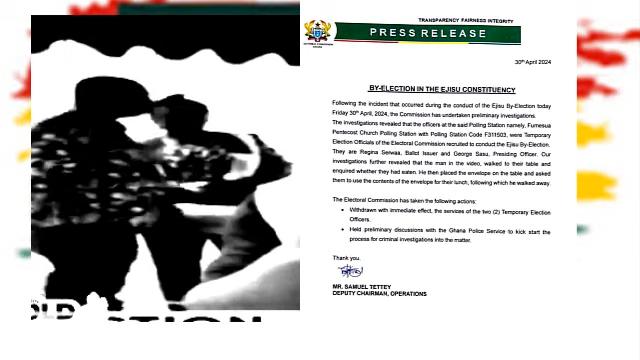 TRANSPARENCY FAIRNESS INTEGRITY
PRESS RELEASE
30th April 2024
BY-ELECTION IN THE EJISU CONSTITUENCY
Following the incident that occurred during the conduct of the Ejisu By-Election today
Friday 30th April, 2024, the Commission has undertaken preliminary investigations.
The investigations revealed that the officers at the said Polling Station namely, Fumesua
Pentecost Church Polling Station with Polling Station Code F311503, were Temporary
Election Officials of the Electoral Commission recruited to conduct the Ejisu By-Election.
They are Regina Serwaa, Ballot Issuer and George Sasu, Presiding Officer. Our
investigations further revealed that the man in the video, walked to their table and
enquired whether they had eaten. He then placed the envelope on the table and asked
them to use the contents of the envelope for their lunch, following which he walked away.
The Electoral Commission has taken the following actions:
• Withdrawn with immediate effect, the services of the two (2) Temporary Election
Officers.
• Held preliminary discussions with the Ghana Police Service to kick start the
process for criminal investigations into the matter.
Thank you.
MR. SAMUEL TETTEY
DEPUTY CHAIRMAN, OPERATIONS